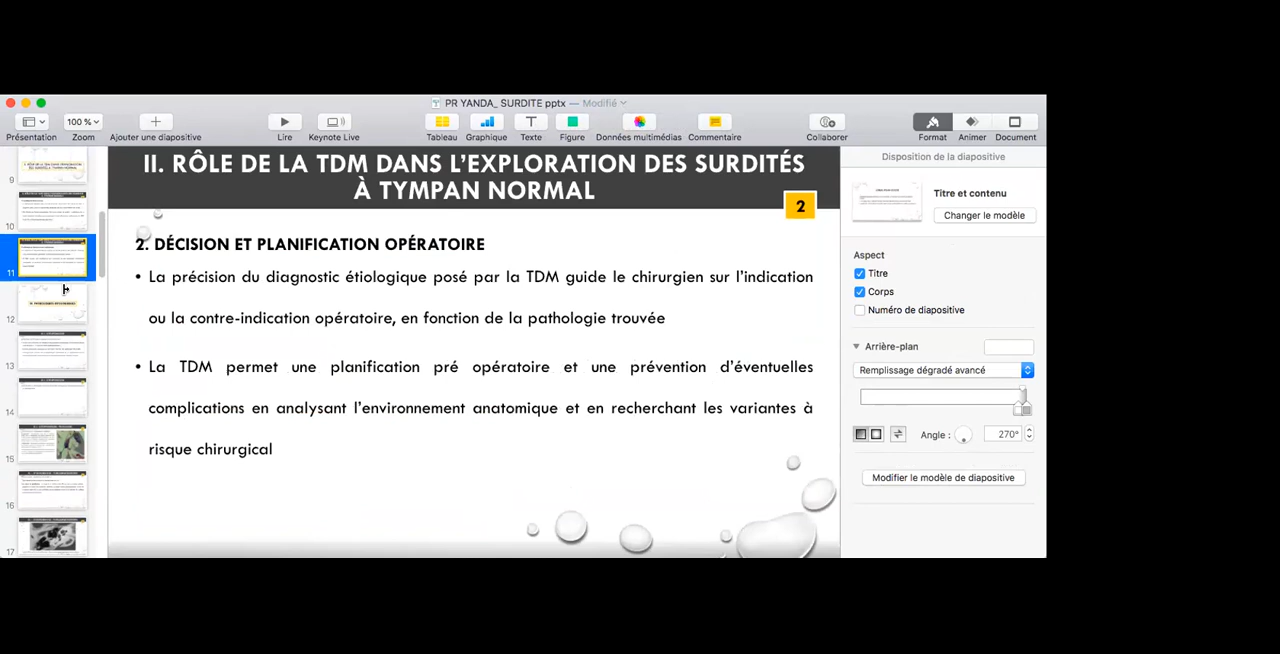 PR YANDA_ SURDITE pptx — Modifié
100 %
Présentation
Zoom
Ajouter une diapositive
Lire
Keynote Live
Tableau
Graphique
Texte
Figure
Données multimédias
Commentaire
Collaborer
Format
Animer
Document
9
10
11
12
13
14
15
16
17
II. RÔLE DE LA TDM DANS L'EXPLORATION DES SURDITÉS
À TYMPAN NORMAL
2
2. DÉCISION ET PLANIFICATION OPÉRATOIRE
• La précision du diagnostic étiologique posé par la TDM guide le chirurgien sur l'indication
ou la contre-indication opératoire, en fonction de la pathologie trouvée
• La TDM permet une planification pré opératoire et une prévention d'éventuelles
complications en analysant l'environnement anatomique et en recherchant les variantes à
risque chirurgical
Disposition de la diapositive
Titre et contenu
Changer le modèle
Aspect
Titre
Corps
Numéro de diapositive
Arrière-plan
Remplissage dégradé avancé
Angle :
270°
Modifier le modèle de diapositive